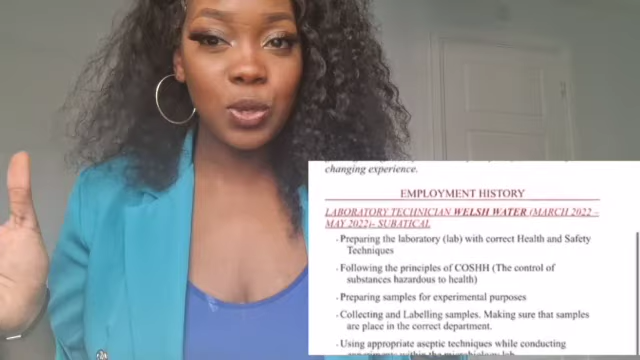 changing experience.
EMPLOYMENT HISTORY
LABORATORY TECHNICIAN WELSH WATER (MARCH 2022 –
MAY 2022)- SUBATICAL
Preparing the laboratory (lab) with correct Health and Safety
Techniques
Following the principles of COSHH (The control of
substances hazardous to health)
Preparing samples for experimental purposes
Collecting and Labelling samples. Making sure that samples
are place in the correct department.
Using appropriate aseptic techniques while conducting